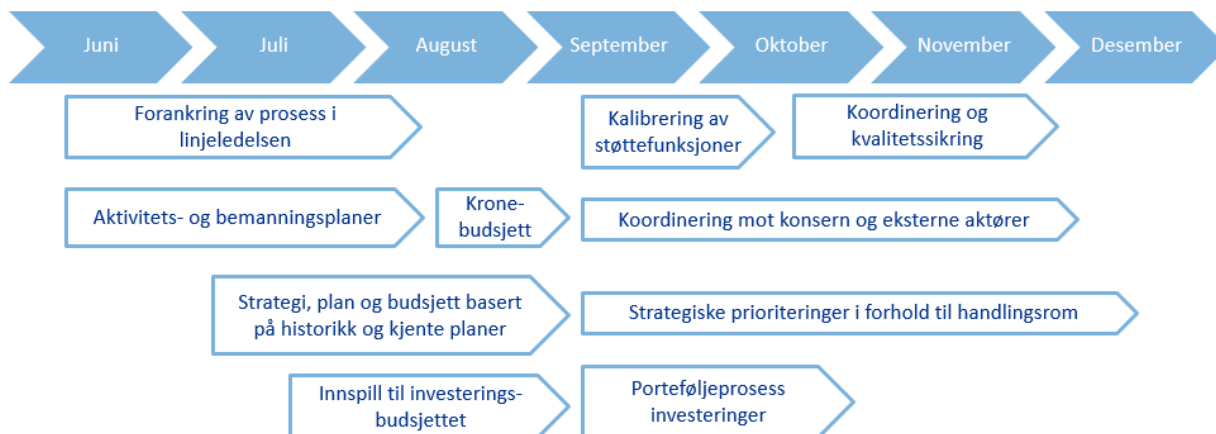 Juni
Juli
August
September
Oktober
November
Desember
Forankring av prosess i
linjeledelsen
Kalibrering av
støttefunksjoner
Koordinering og
kvalitetssikring
Aktivitets- og bemanningsplaner
Krone-
budsjett
Koordinering mot konsern og eksterne aktører
Strategi, plan og budsjett basert
på historikk og kjente planer
Strategiske prioriteringer i forhold til handlingsrom
Innspill til investerings-
budsjettet
Porteføljeprosess
investeringer